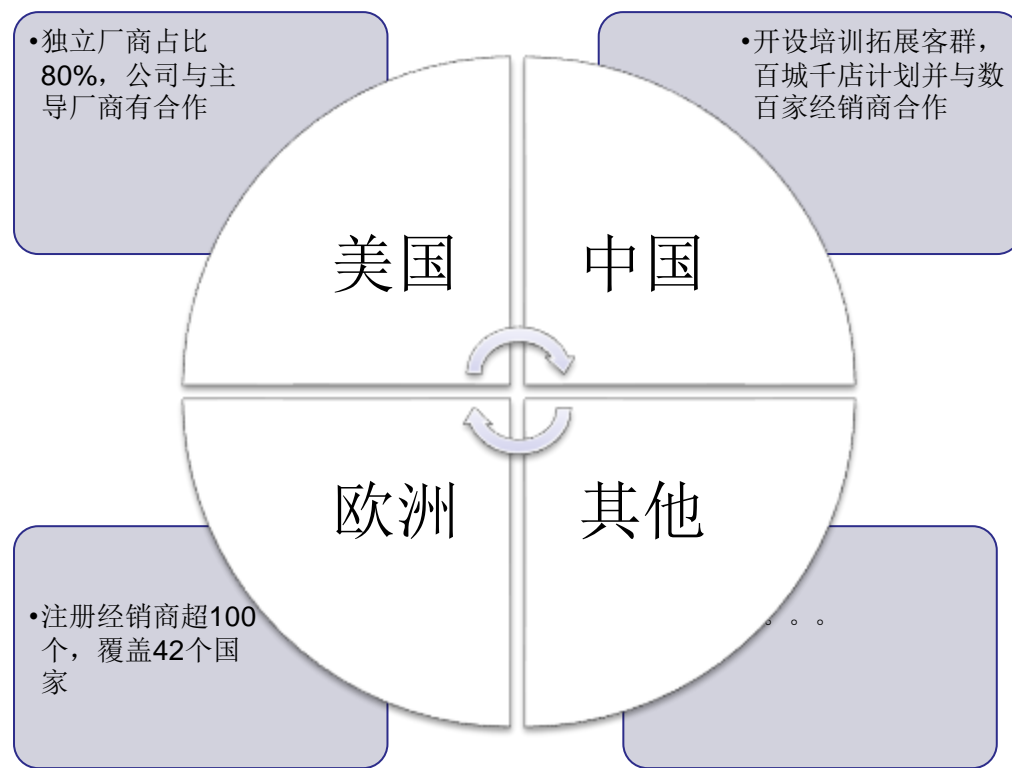 •独立厂商占比
80%，公司与主
导厂商有合作
•开设培训拓展客群，
百城千店计划并与数
百家经销商合作
美国
中国
欧洲
其他
•注册经销商超100
个，覆盖42个国
家
。。。